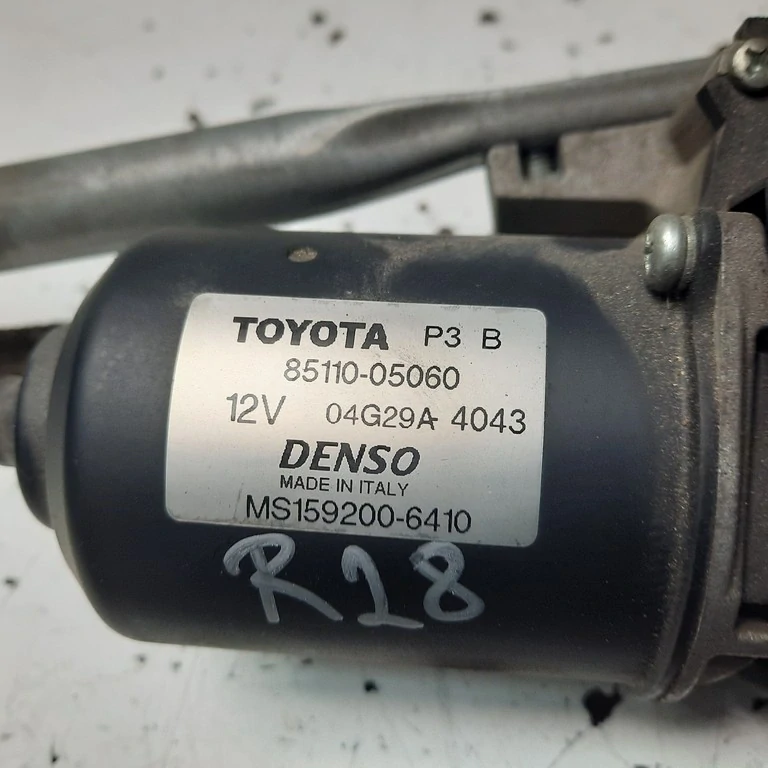 TOYOTA P3 B
85110-05060
12V 04G29A 4043
DENSO
MADE IN ITALY
MS159200-6410
R28